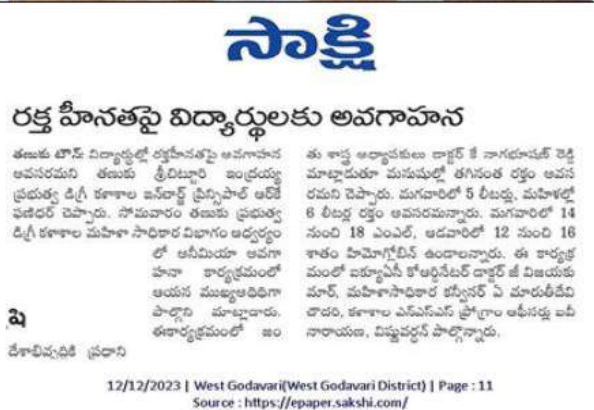 సాక్షి
రక్త హీనతపై విద్యార్థులకు అవగాహన
తణుకు టౌన్: విద్యార్థుల్లో రక్తహీనతపై అవగాహన
అవసరమని తణుకు శ్రీచిట్టూరి ఇంద్రయ్య
ప్రభుత్వ డిగ్రీ కళాశాల ఇన్‌చార్జి ప్రిన్సిపాల్ ఆర్‌కే
ఫణిధర్ చెప్పారు. సోమవారం తణుకు ప్రభుత్వ
డిగ్రీ కళాశాల మహిళా సాధికార విభాగం ఆధ్వర్యం
లో ఆనీమియా అవగా
హనా కార్యక్రమంలో
ఆయన ముఖ్యఅతిథిగా
పాల్గొని మాట్లాడారు.
ఈకార్యక్రమంలో జం
తు శాస్త్ర అధ్యాపకులు డాక్టర్ కే నాగభూషణ్ రెడ్డి
మాట్లాడుతూ మనుషుల్లో తగినంత రక్తం అవస
రమని చెప్పారు. మగవారిలో 5 లీటర్లు, మహిళల్లో
6 లీటర్ల రక్తం అవసరమన్నారు. మగవారిలో 14
నుంచి 18 ఎంఎల్, ఆడవారిలో 12 నుంచి 16
శాతం హిమోగ్లోబిన్ ఉండాలన్నారు. ఈ కార్యక్ర
మంలో ఐక్యూఏసీ కోఆర్డినేటర్ డాక్టర్ జీ విజయకు
మార్, మహిళాసాధికార కన్వీనర్ ఏ మారుతీదేవి
చౌదరి, కళాశాల ఎన్ఎస్ఎస్ ప్రోగ్రాం ఆఫీసర్లు ఐవీ
నారాయణ, విష్ణువర్ధన్ పాల్గొన్నారు.
షి
దేశాభివృద్ధికి ప్రధాని
12/12/2023 | West Godavari(West Godavari District) | Page : 11
Source : https://epaper.sakshi.com/